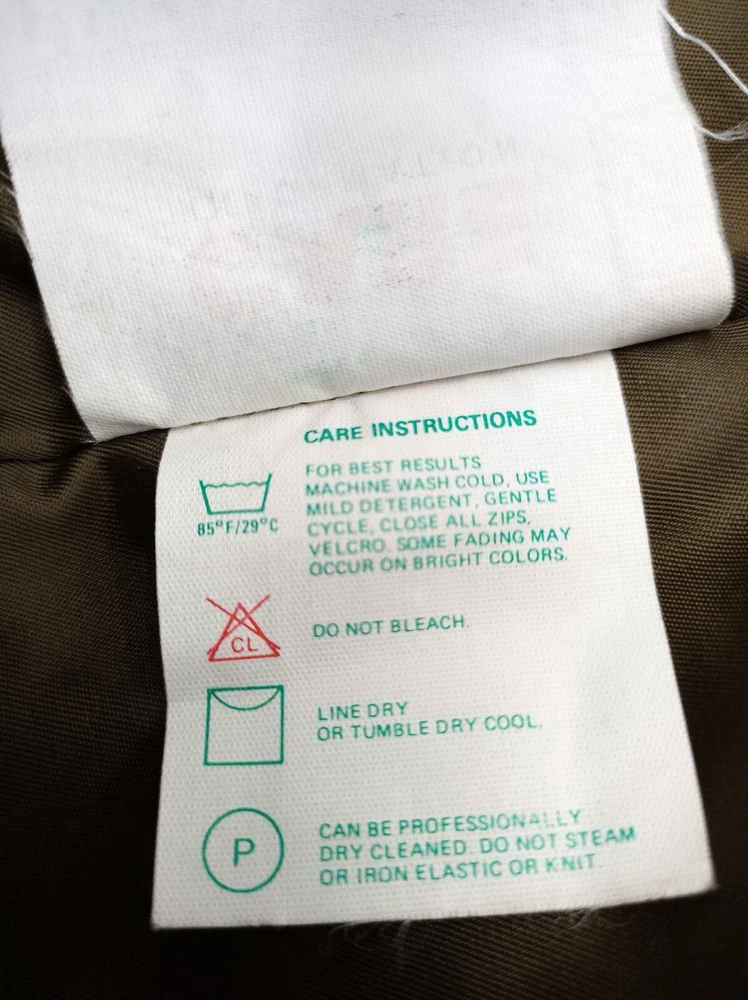 CARE INSTRUCTIONS
FOR BEST RESULTS
MACHINE WASH COLD, USE
MILD DETERGENT, GENTLE
CYCLE, CLOSE ALL ZIPS,
VELCRO. SOME FADING MAY
OCCUR ON BRIGHT COLORS.
85°F/29°C
CL
DO NOT BLEACH.
LINE DRY
OR TUMBLE DRY COOL.
P
CAN BE PROFESSIONALLY
DRY CLEANED. DO NOT STEAM
OR IRON ELASTIC OR KNIT.